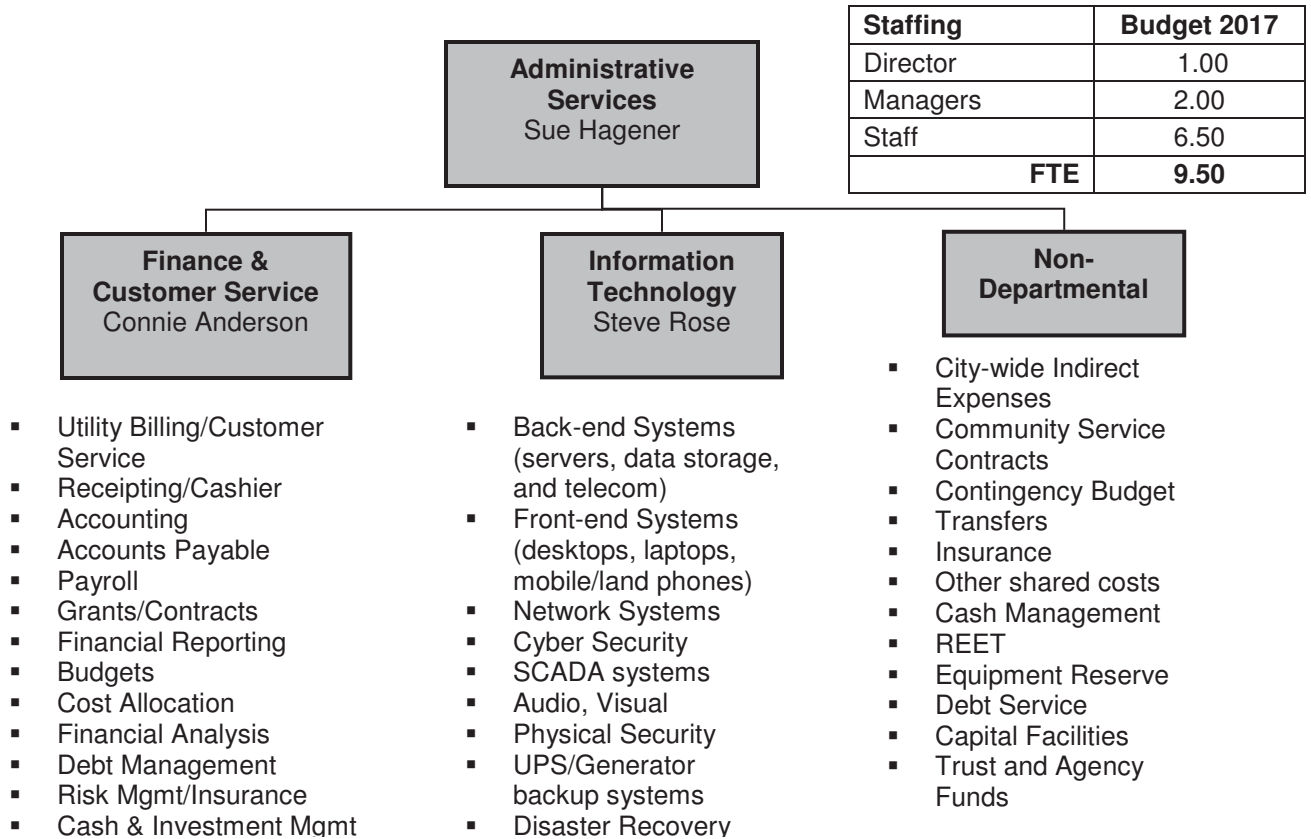 Staffing Budget 2017
Director 1.00
Managers 2.00
Staff 6.50
FTE 9.50
Administrative
Services
Sue Hagener
Finance &
Customer Service
Connie Anderson
▪ Utility Billing/Customer
Service
▪ Receipting/Cashier
▪ Accounting
▪ Accounts Payable
▪ Payroll
▪ Grants/Contracts
▪ Financial Reporting
▪ Budgets
▪ Cost Allocation
▪ Financial Analysis
▪ Debt Management
▪ Risk Mgmt/Insurance
▪ Cash & Investment Mgmt
Information
Technology
Steve Rose
▪ Back-end Systems
(servers, data storage,
and telecom)
▪ Front-end Systems
(desktops, laptops,
mobile/land phones)
▪ Network Systems
▪ Cyber Security
▪ SCADA systems
▪ Audio, Visual
▪ Physical Security
▪ UPS/Generator
backup systems
▪ Disaster Recovery
Non-
Departmental
▪ City-wide Indirect
Expenses
▪ Community Service
Contracts
▪ Contingency Budget
▪ Transfers
▪ Insurance
▪ Other shared costs
▪ Cash Management
▪ REET
▪ Equipment Reserve
▪ Debt Service
▪ Capital Facilities
▪ Trust and Agency
Funds